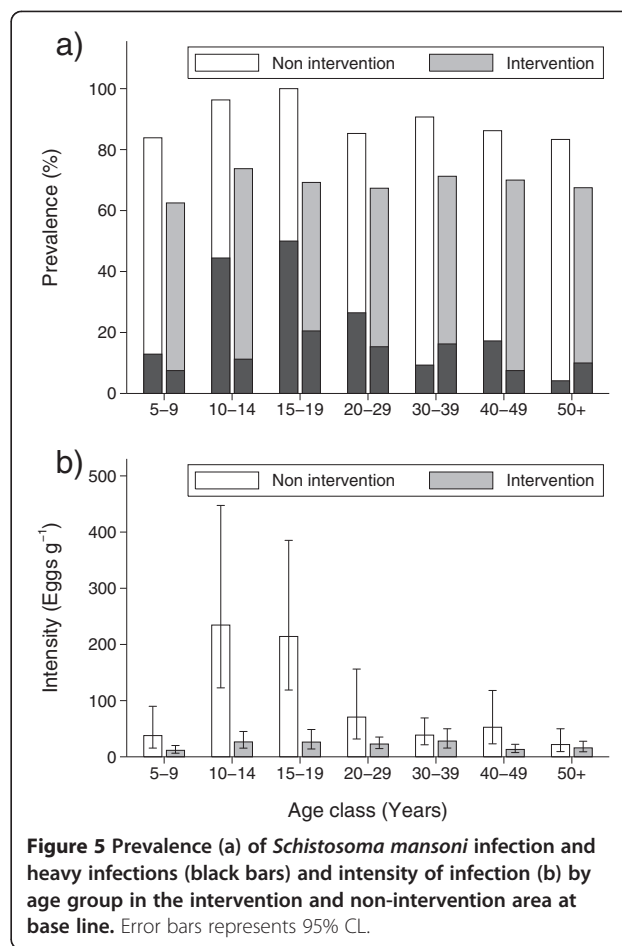 a)
Non intervention Intervention
Prevalence (%)
100
80
60
40
20
0
5–9 10–14 15–19 20–29 30–39 40–49 50+
b)
Non intervention Intervention
Intensity (Eggs g⁻¹)
500
400
300
200
100
0
5–9 10–14 15–19 20–29 30–39 40–49 50+
Age class (Years)
Figure 5 Prevalence (a) of Schistosoma mansoni infection and
heavy infections (black bars) and intensity of infection (b) by
age group in the intervention and non-intervention area at
base line. Error bars represents 95% CL.